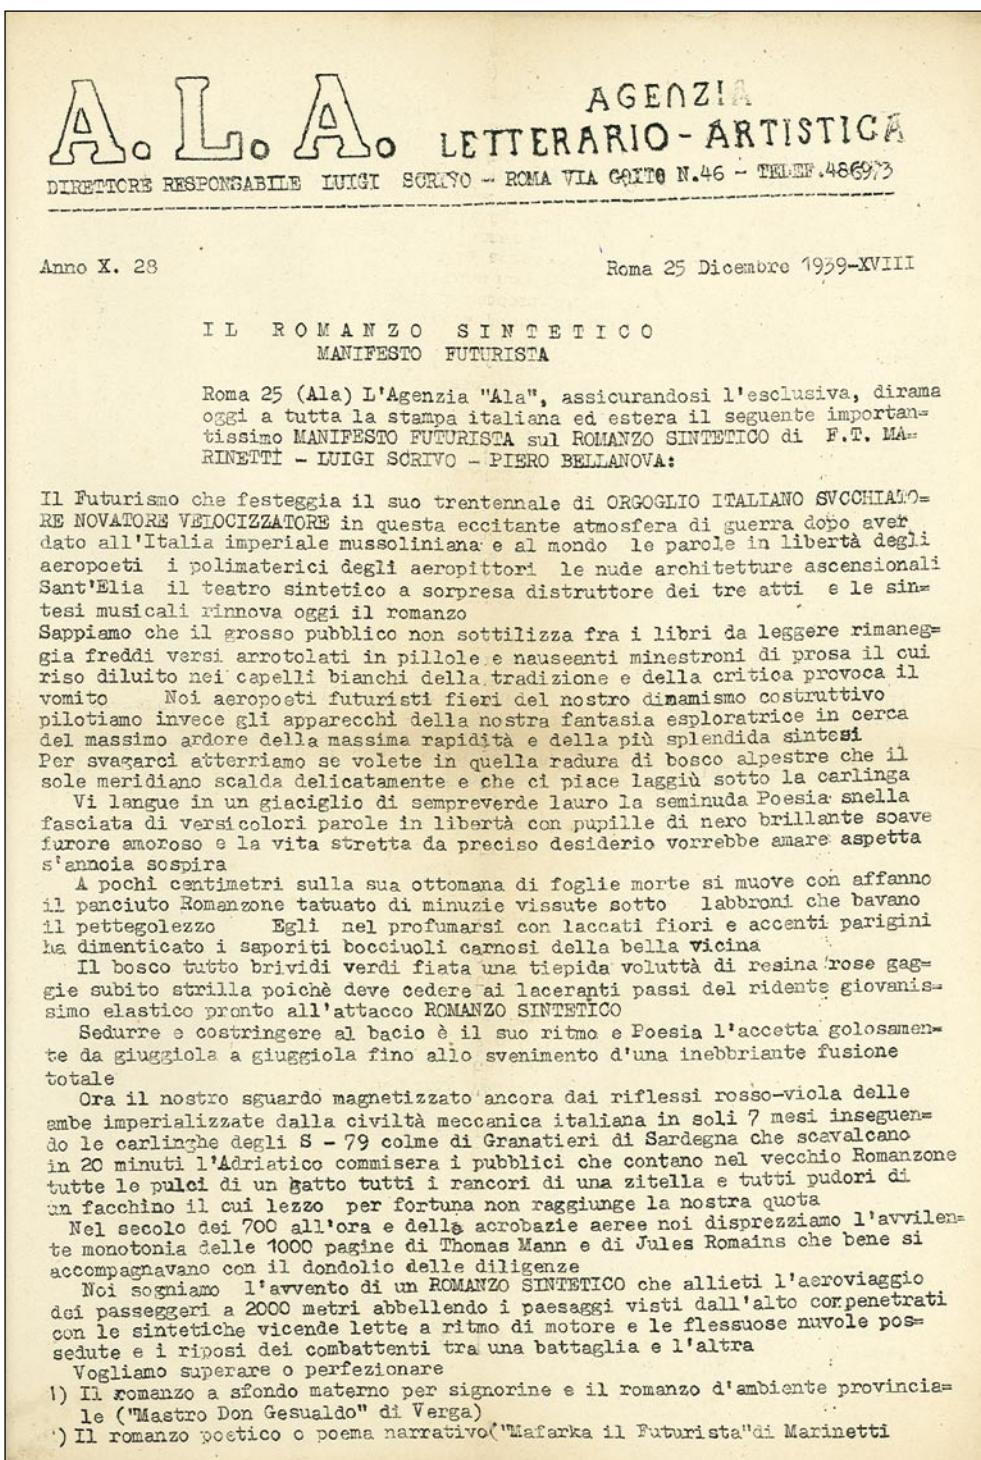 A.L.A. AGENZIA
LETTERARIO-ARTISTICA
DIRETTORE RESPONSABILE LUIGI SCRIVO - ROMA VIA GOITO N.46 - TELEF.486973
Anno X. 28 Roma 25 Dicembre 1939-XVIII
IL ROMANZO SINTETICO
MANIFESTO FUTURISTA
Roma 25 (Ala) L'Agenzia "Ala", assicurandosi l'esclusiva, dirama
oggi a tutta la stampa italiana ed estera il seguente importan=
tissimo MANIFESTO FUTURISTA sul ROMANZO SINTETICO di F.T. MA=
RINETTI - LUIGI SCRIVO - PIERO BELLANOVA:
Il Futurismo che festeggia il suo trentennale di ORGOGLIO ITALIANO SVCCHIATO=
RE NOVATORE VELOCIZZATORE in questa eccitante atmosfera di guerra dopo aver
dato all'Italia imperiale mussoliniana e al mondo le parole in libertà degli
aeropoeti i polimaterici degli aeropittori le nude architetture ascensionali
Sant'Elia il teatro sintetico a sorpresa distruttore dei tre atti e le sin=
tesi musicali rinnova oggi il romanzo
Sappiamo che il grosso pubblico non sottilizza fra i libri da leggere rimaneg=
gia freddi versi arrotolati in pillole e nauseanti minestroni di prosa il cui
riso diluito nei capelli bianchi della tradizione e della critica provoca il
vomito Noi aeropoeti futuristi fieri del nostro dinamismo costruttivo
pilotiamo invece gli apparecchi della nostra fantasia esploratrice in cerca
del massimo ardore della massima rapidità e della più splendida sintesi
Per svagarci atterriamo se volete in quella radura di bosco alpestre che il
sole meridiano scalda delicatamente e che ci piace laggiù sotto la carlinga
Vi langue in un giaciglio di sempreverde lauro la seminuda Poesia snella
fasciata di versicolori parole in libertà con pupille di nero brillante soave
furore amoroso e la vita stretta da preciso desiderio vorrebbe amare aspetta
s'annoia sospira
A pochi centimetri sulla sua ottomana di foglie morte si muove con affanno
il panciuto Romanzone tatuato di minuzie vissute sotto labbroni che bavano
il pettegolezzo Egli nel profumarsi con laccati fiori e accenti parigini
ha dimenticato i saporiti bocciuoli carnosi della bella vicina
Il bosco tutto brividi verdi fiata una tiepida voluttà di resina rose gag=
gie subito strilla poichè deve cedere ai laceranti passi del ridente giovanis=
simo elastico pronto all'attacco ROMANZO SINTETICO
Sedurre e costringere al bacio è il suo ritmo e Poesia l'accetta golosamen=
te da giuggiola a giuggiola fino allo svenimento d'una inebbriante fusione
totale
Ora il nostro sguardo magnetizzato ancora dai riflessi rosso-viola delle
ambe imperializzate dalla civiltà meccanica italiana in soli 7 mesi inseguen=
do le carlinghe degli S - 79 colme di Granatieri di Sardegna che scavalcano
in 20 minuti l'Adriatico commisera i pubblici che contano nel vecchio Romanzone
tutte le pulci di un gatto tutti i rancori di una zitella e tutti pudori di
un facchino il cui lezzo per fortuna non raggiunge la nostra quota
Nel secolo dei 700 all'ora e della acrobazie aeree noi disprezziamo l'avvilen=
te monotonia delle 1000 pagine di Thomas Mann e di Jules Romains che bene si
accompagnavano con il dondolio delle diligenze
Noi sogniamo l'avvento di un ROMANZO SINTETICO che allieti l'aeroviaggio
dei passeggeri a 2000 metri abbellendo i paesaggi visti dall'alto compenetrati
con le sintetiche vicende lette a ritmo di motore e le flessuose nuvole pos=
sedute e i riposi dei combattenti tra una battaglia e l'altra
Vogliamo superare o perfezionare
1) Il romanzo a sfondo materno per signorine e il romanzo d'ambiente provincia=
le ("Mastro Don Gesualdo" di Verga)
) Il romanzo poetico o poema narrativo("Mafarka il Futurista"di Marinetti